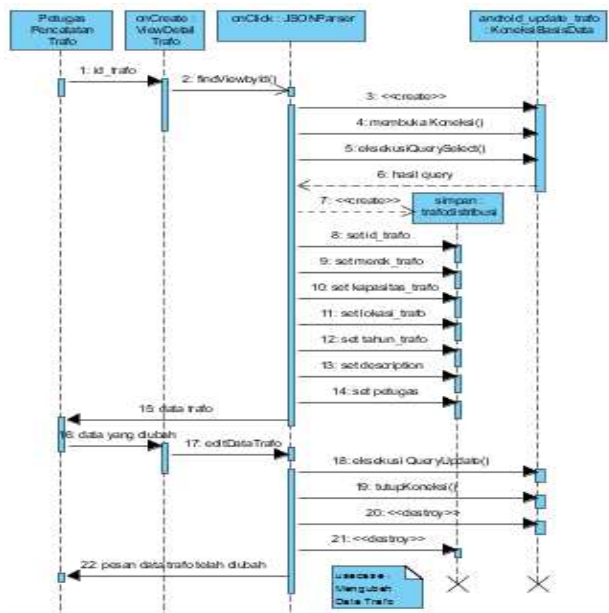 Petugas
Pencatatan
Trafo
onCreate
ViewDetail
Trafo
onClick : JSONParser
android_update_trafo
: KoneksiBasisData
1: id_trafo
2: findViewbyId()
3: <<create>>
4: membuka Koneksi()
5: eksekusiQuerySelect()
6: hasil query
7: <<create>>
simpan :
trafodistribusi
8: set id_trafo
9: set merek_trafo
10: set kapasitas_trafo
11: set lokasi_trafo
12: set tahun_trafo
13: set description
14: set petugas
15: data trafo
16: data yang diubah
17: editDataTrafo
18: eksekusi QueryUpdate()
19: tutupKoneksi()
20: <<destroy>>
21: <<destroy>>
22: pesan data trafo telah diubah
usecase :
Mengubah
Data Trafo